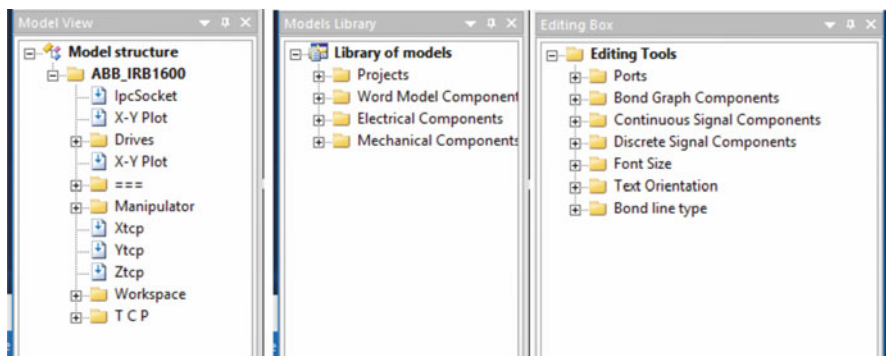 Model View
Model structure
ABB_IRB1600
IpcSocket
X-Y Plot
Drives
X-Y Plot
===
Manipulator
Xtcp
Ytcp
Ztcp
Workspace
T C P
Models Library
Library of models
Projects
Word Model Component
Electrical Components
Mechanical Components
Editing Box
Editing Tools
Ports
Bond Graph Components
Continuous Signal Components
Discrete Signal Components
Font Size
Text Orientation
Bond line type